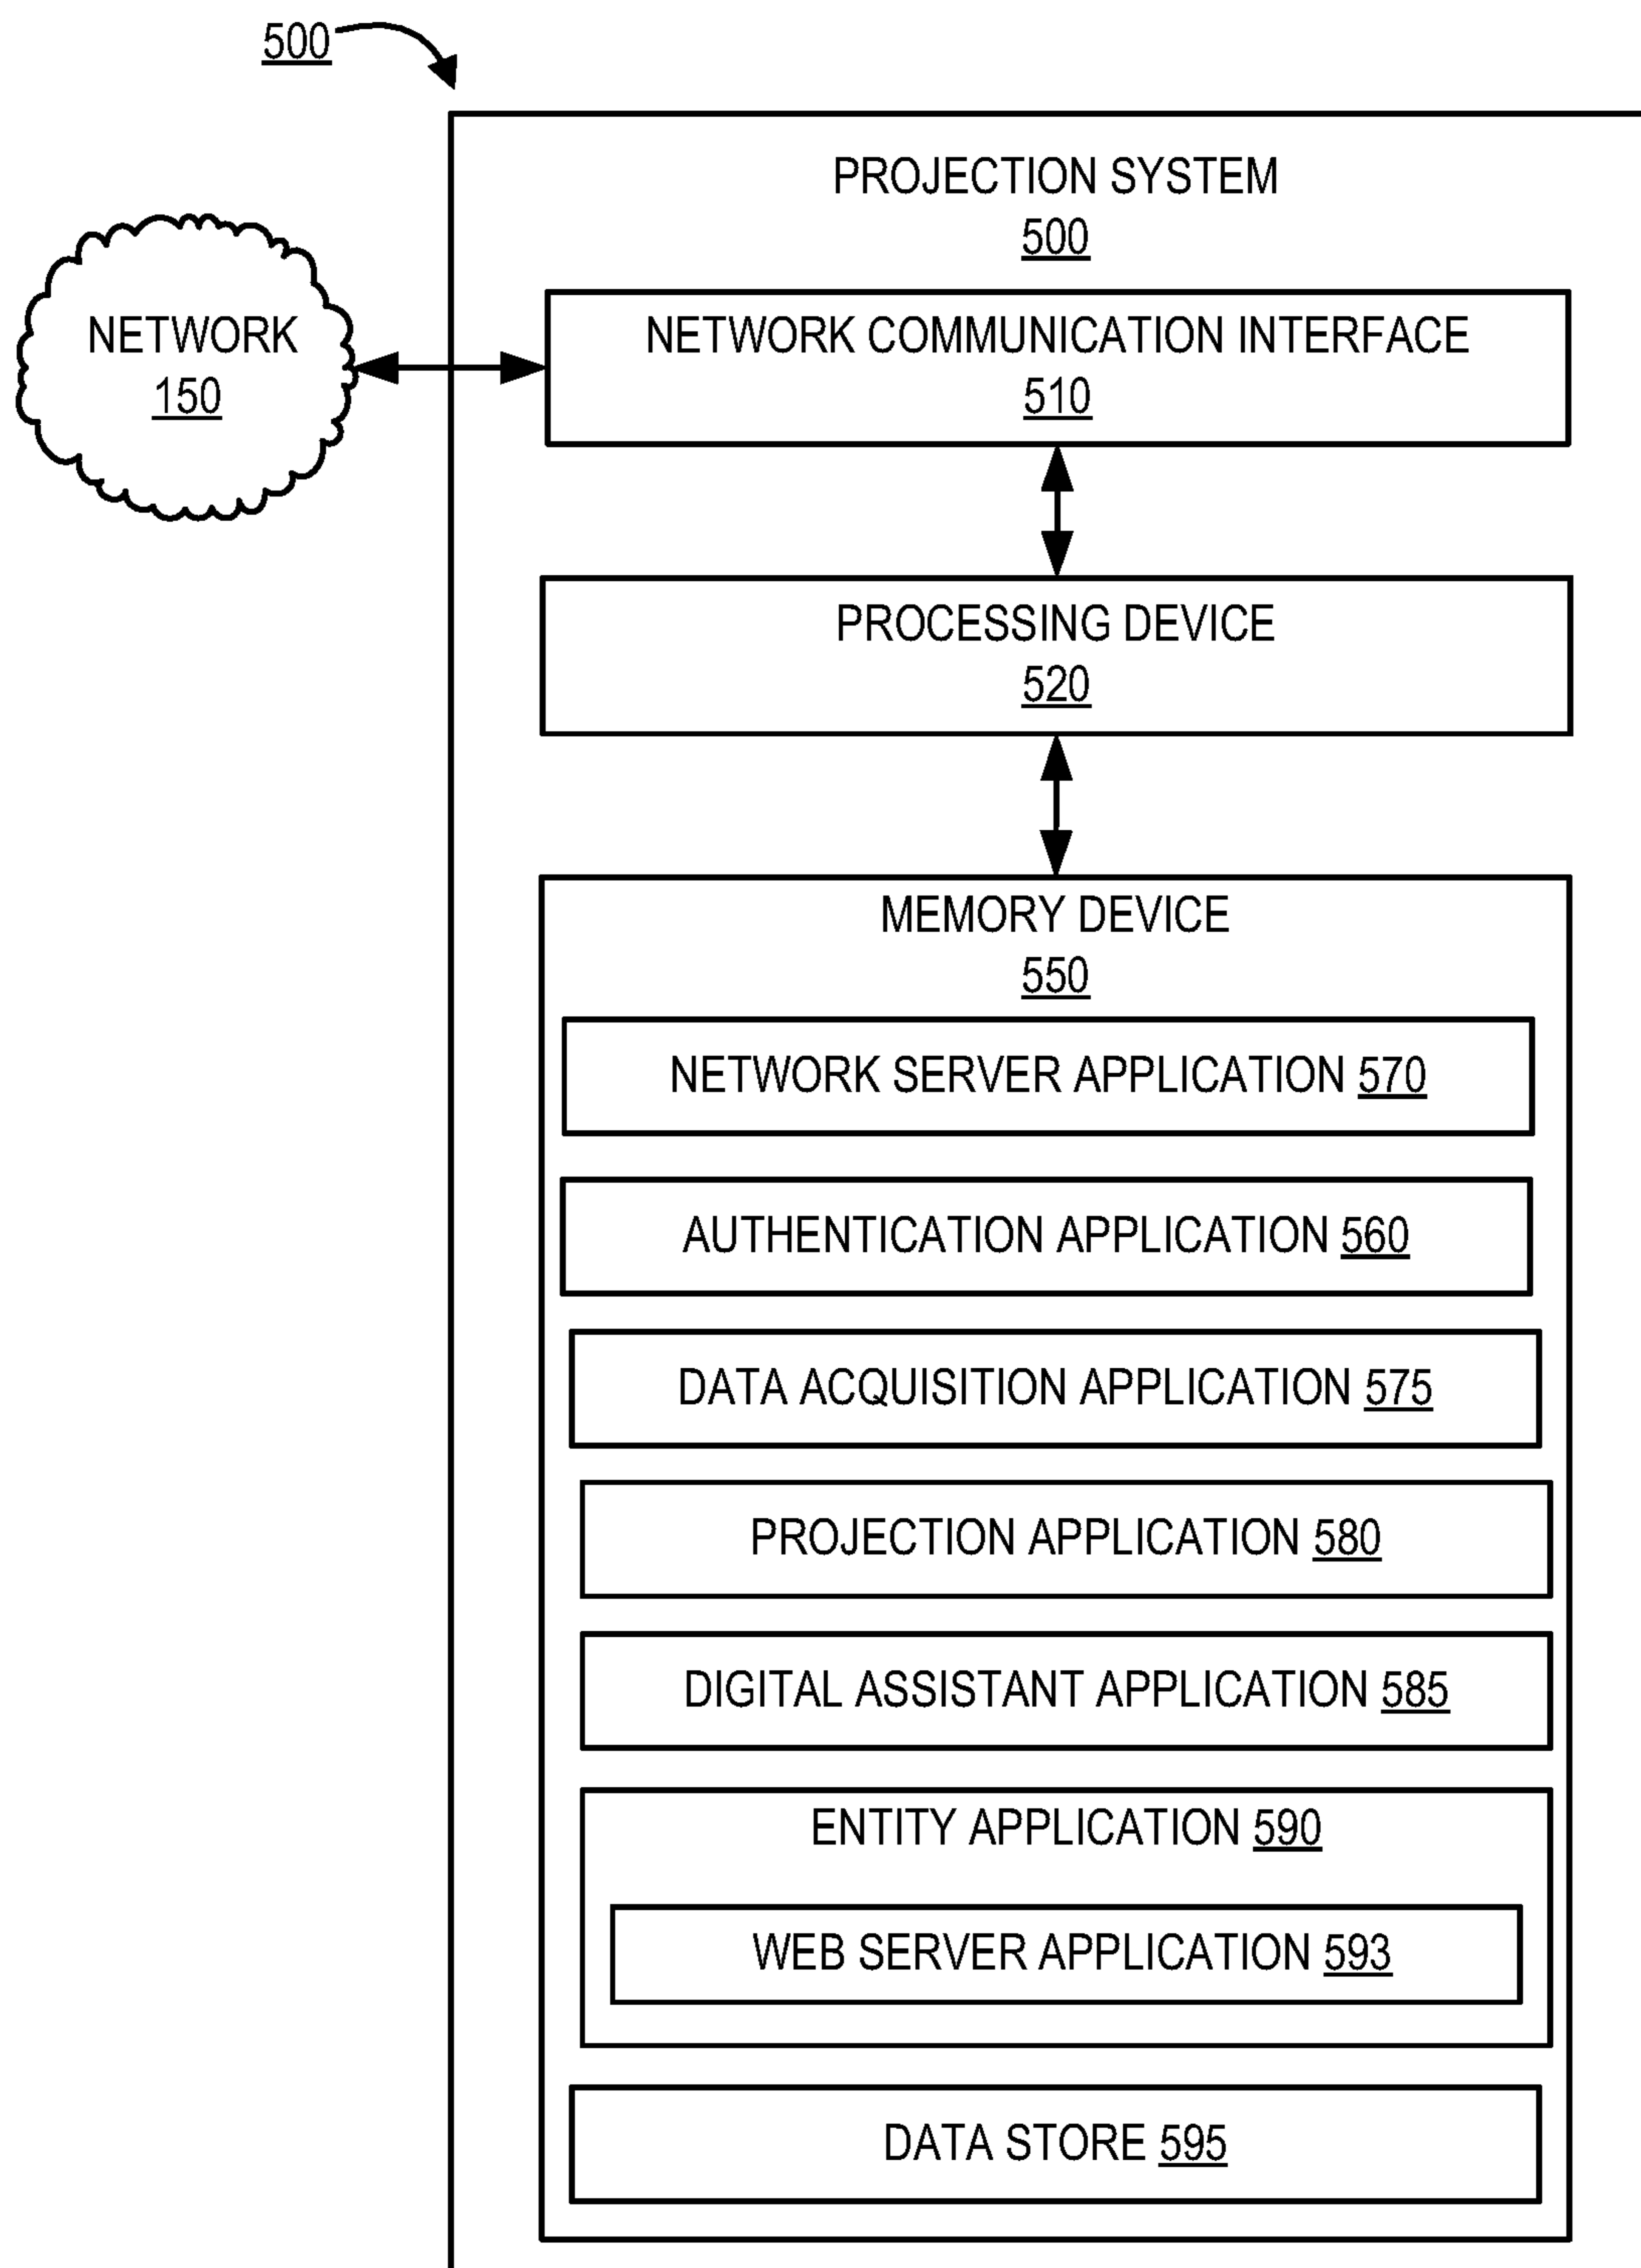 500
PROJECTION SYSTEM
500
NETWORK
150
NETWORK COMMUNICATION INTERFACE
510
PROCESSING DEVICE
520
MEMORY DEVICE
550
NETWORK SERVER APPLICATION 570
AUTHENTICATION APPLICATION 560
DATA ACQUISITION APPLICATION 575
PROJECTION APPLICATION 580
DIGITAL ASSISTANT APPLICATION 585
ENTITY APPLICATION 590
WEB SERVER APPLICATION 593
DATA STORE 595